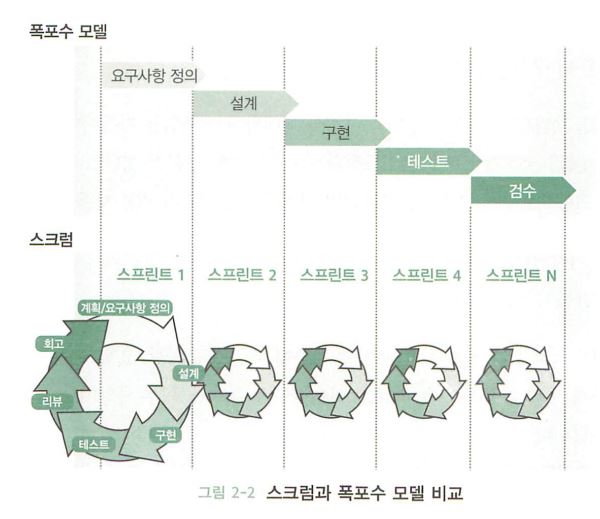 폭포수 모델
요구사항 정의
설계
구현
테스트
검수
스크럼
스프린트 1 스프린트 2 스프린트 3 스프린트 4 스프린트 N
계획/요구사항 정의
회고
설계
리뷰
구현
테스트
그림 2-2 스크럼과 폭포수 모델 비교